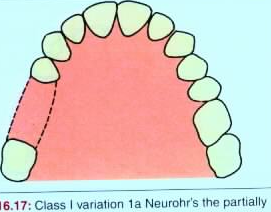 16.17: Class I variation 1a Neurohr's the partially